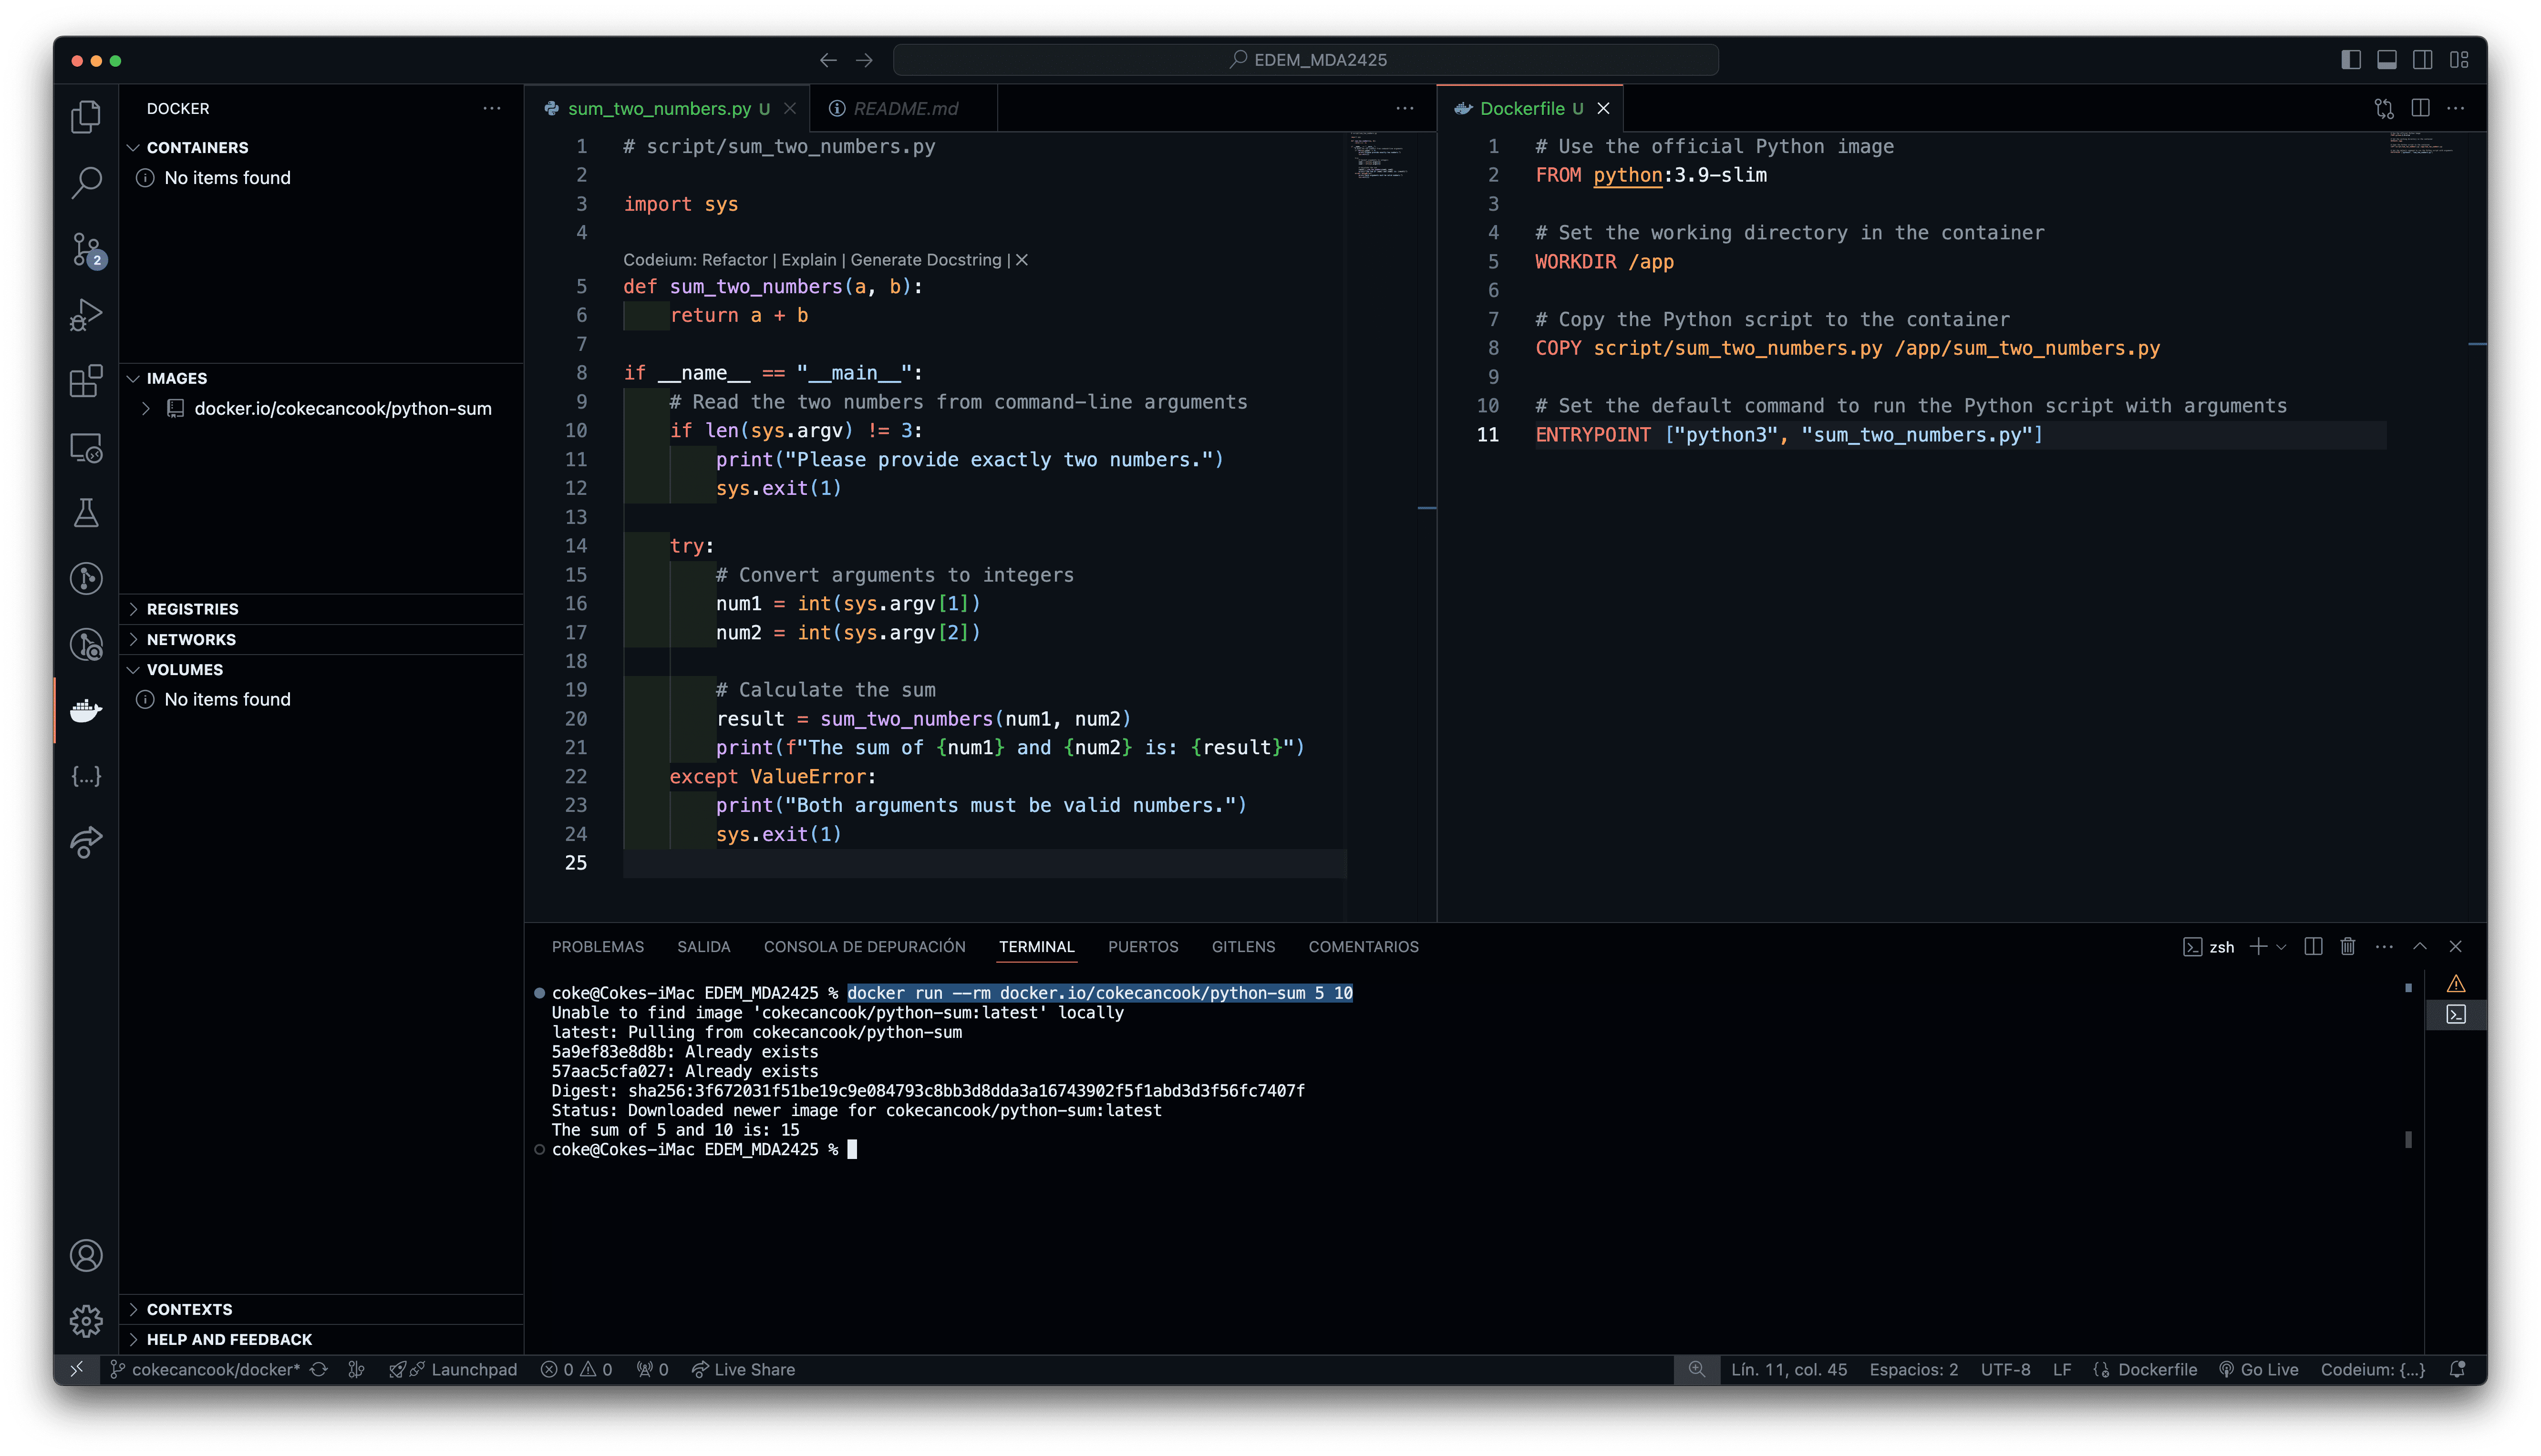 EDEM_MDA2425
DOCKER
CONTAINERS
No items found
IMAGES
docker.io/cokecancook/python-sum
REGISTRIES
NETWORKS
VOLUMES
No items found
CONTEXTS
HELP AND FEEDBACK
2
{...}
sum_two_numbers.py U
README.md
1 # script/sum_two_numbers.py
2
3 import sys
4
Codeium: Refactor | Explain | Generate Docstring | X
5 def sum_two_numbers(a, b):
6 return a + b
7
8 if __name__ == "__main__":
9 # Read the two numbers from command-line arguments
10 if len(sys.argv) != 3:
11 print("Please provide exactly two numbers.")
12 sys.exit(1)
13
14 try:
15 # Convert arguments to integers
16 num1 = int(sys.argv[1])
17 num2 = int(sys.argv[2])
18
19 # Calculate the sum
20 result = sum_two_numbers(num1, num2)
21 print(f"The sum of {num1} and {num2} is: {result}")
22 except ValueError:
23 print("Both arguments must be valid numbers.")
24 sys.exit(1)
25
Dockerfile U
1 # Use the official Python image
2 FROM python:3.9-slim
3
4 # Set the working directory in the container
5 WORKDIR /app
6
7 # Copy the Python script to the container
8 COPY script/sum_two_numbers.py /app/sum_two_numbers.py
9
10 # Set the default command to run the Python script with arguments
11 ENTRYPOINT ["python3", "sum_two_numbers.py"]
PROBLEMAS SALIDA CONSOLA DE DEPURACIÓN TERMINAL PUERTOS GITLENS COMENTARIOS
zsh
coke@Cokes-iMac EDEM_MDA2425 % docker run --rm docker.io/cokecancook/python-sum 5 10
Unable to find image 'cokecancook/python-sum:latest' locally
latest: Pulling from cokecancook/python-sum
5a9ef83e8d8b: Already exists
57aac5cfa027: Already exists
Digest: sha256:3f672031f51be19c9e084793c8bb3d8dda3a16743902f5f1abd3d3f56fc7407f
Status: Downloaded newer image for cokecancook/python-sum:latest
The sum of 5 and 10 is: 15
coke@Cokes-iMac EDEM_MDA2425 %
cokecancook/docker* Launchpad 0 0 0 Live Share
Lín. 11, col. 45 Espacios: 2 UTF-8 LF Dockerfile Go Live Codeium: {...}